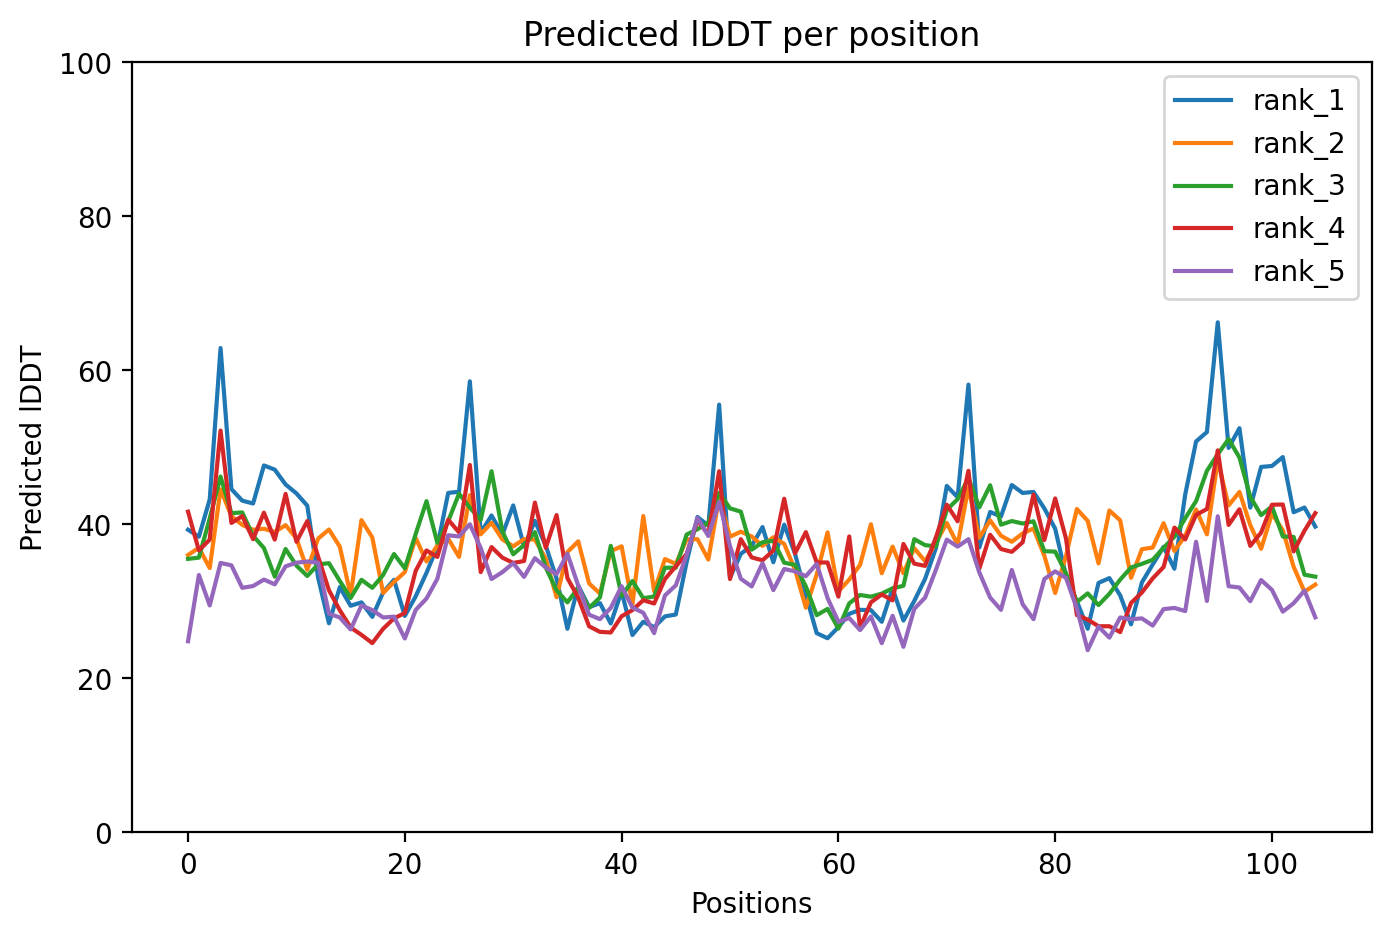 Predicted lDDT per position
100
80
60
40
20
0
Predicted lDDT
0 20 40 60 80 100
Positions
rank_1
rank_2
rank_3
rank_4
rank_5